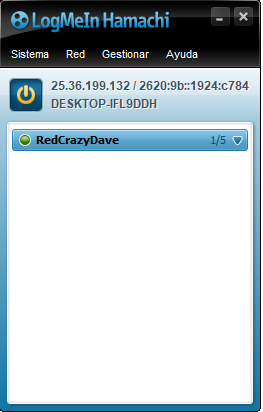 LogMeIn Hamachi
Sistema Red Gestionar Ayuda
25.36.199.132 / 2620:9b::1924:c784
DESKTOP-IFL9DDH
RedCrazyDave 1/5